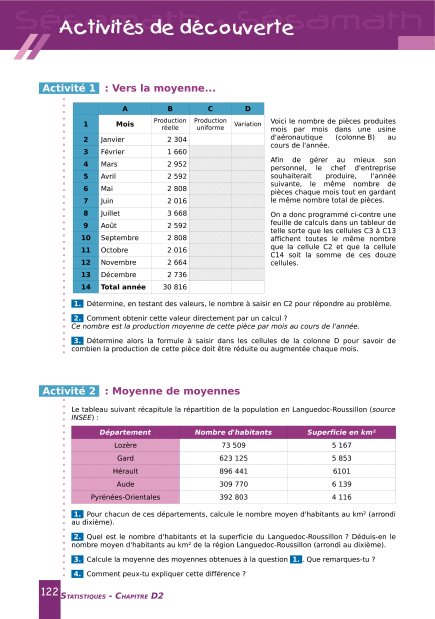 Sésamath Sésamath
Activités de découverte
Activité 1 : Vers la moyenne...
A B C D
1 Mois Production réelle Production uniforme Variation
2 Janvier 2 304
3 Février 1 660
4 Mars 2 952
5 Avril 2 592
6 Mai 2 808
7 Juin 2 016
8 Juillet 3 668
9 Août 2 592
10 Septembre 2 808
11 Octobre 2 016
12 Novembre 2 664
13 Décembre 2 736
14 Total année 30 816
Voici le nombre de pièces produites
mois par mois dans une usine
d'aéronautique (colonne B) au
cours de l'année.
Afin de gérer au mieux son
personnel, le chef d'entreprise
souhaiterait produire, l'année
suivante, le même nombre de
pièces chaque mois tout en gardant
le même nombre total de pièces.
On a donc programmé ci-contre une
feuille de calculs dans un tableur de
telle sorte que les cellules C3 à C13
affichent toutes le même nombre
que la cellule C2 et que la cellule
C14 soit la somme de ces douze
cellules.
1. Détermine, en testant des valeurs, le nombre à saisir en C2 pour répondre au problème.
2. Comment obtenir cette valeur directement par un calcul ?
Ce nombre est la production moyenne de cette pièce par mois au cours de l'année.
3. Détermine alors la formule à saisir dans les cellules de la colonne D pour savoir de
combien la production de cette pièce doit être réduite ou augmentée chaque mois.
Activité 2 : Moyenne de moyennes
Le tableau suivant récapitule la répartition de la population en Languedoc-Roussillon (source
INSEE) :
Département Nombre d'habitants Superficie en km²
Lozère 73 509 5 167
Gard 623 125 5 853
Hérault 896 441 6101
Aude 309 770 6 139
Pyrénées-Orientales 392 803 4 116
1. Pour chacun de ces départements, calcule le nombre moyen d'habitants au km² (arrondi
au dixième).
2. Quel est le nombre d'habitants et la superficie du Languedoc-Roussillon ? Déduis-en le
nombre moyen d'habitants au km² de la région Languedoc-Roussillon (arrondi au dixième).
3. Calcule la moyenne des moyennes obtenues à la question 1. . Que remarques-tu ?
4. Comment peux-tu expliquer cette différence ?
122 Statistiques - Chapitre D2